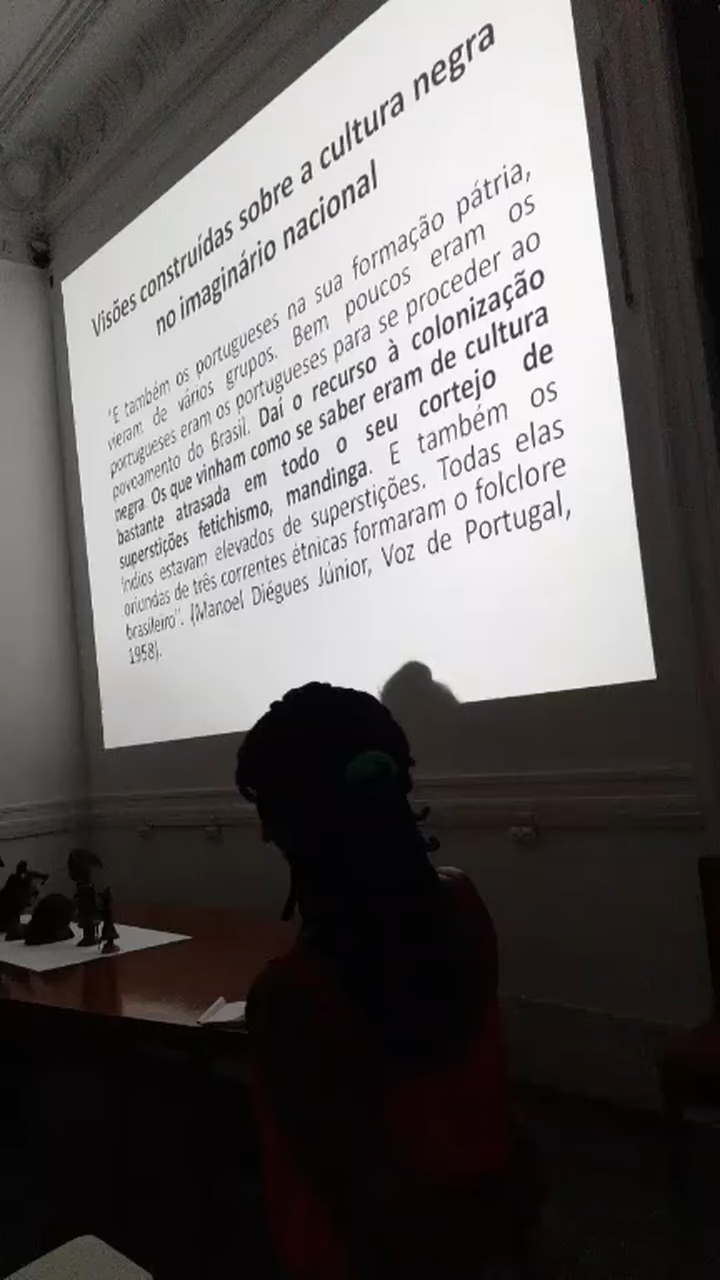 Visões construídas sobre a cultura negra
no imaginário nacional
"E também os portugueses na sua formação pátria,
vieram de vários grupos. Bem poucos eram os
portugueses eram os portugueses para se proceder ao
povoamento do Brasil. Daí o recurso à colonização
negra. Os que vinham como se saber eram de cultura
bastante atrasada em todo o seu cortejo de
superstições fetichismo, mandinga. E também os
índios estavam elevados de superstições. Todas elas
oriundas de três correntes étnicas formaram o folclore
brasileiro". (Manoel Diégues Júnior, Voz de Portugal,
1958).